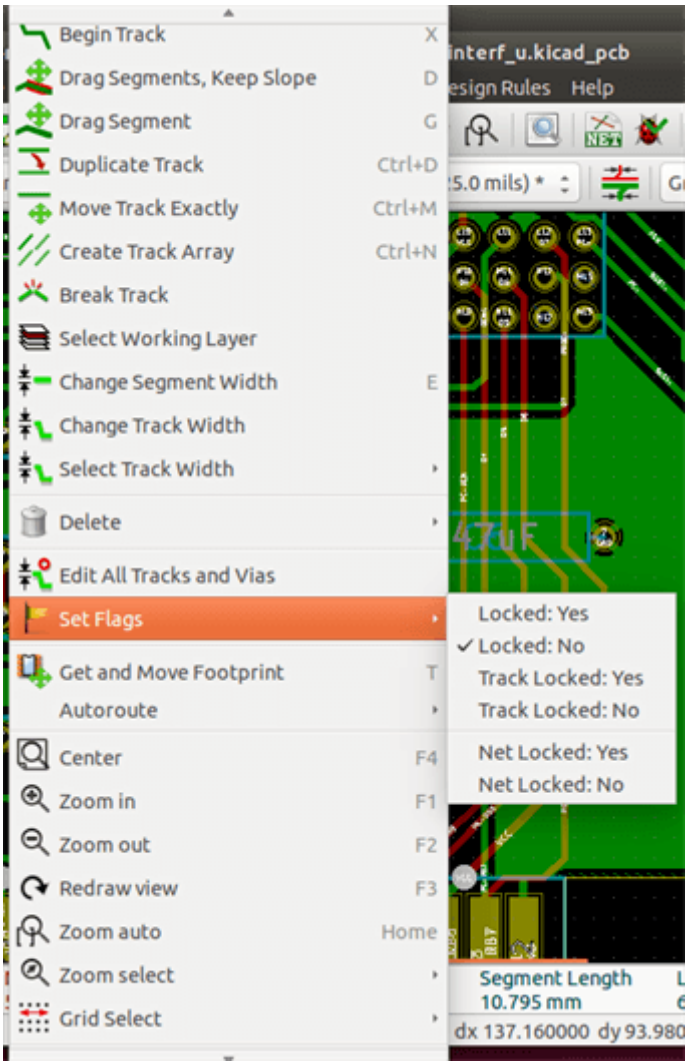 Begin Track X
Drag Segments, Keep Slope D
Drag Segment G
Duplicate Track Ctrl+D
Move Track Exactly Ctrl+M
Create Track Array Ctrl+N
Break Track
Select Working Layer
Change Segment Width E
Change Track Width
Select Track Width
Delete
Edit All Tracks and Vias
Set Flags
Get and Move Footprint T
Autoroute
Center F4
Zoom in F1
Zoom out F2
Redraw view F3
Zoom auto Home
Zoom select
Grid Select
interf_u.kicad_pcb
esign Rules Help
NET
5.0 mils) *
47uF
Locked: Yes
✓ Locked: No
Track Locked: Yes
Track Locked: No
Net Locked: Yes
Net Locked: No
VCC
Segment Length
10.795 mm
dx 137.160000 dy 93.980